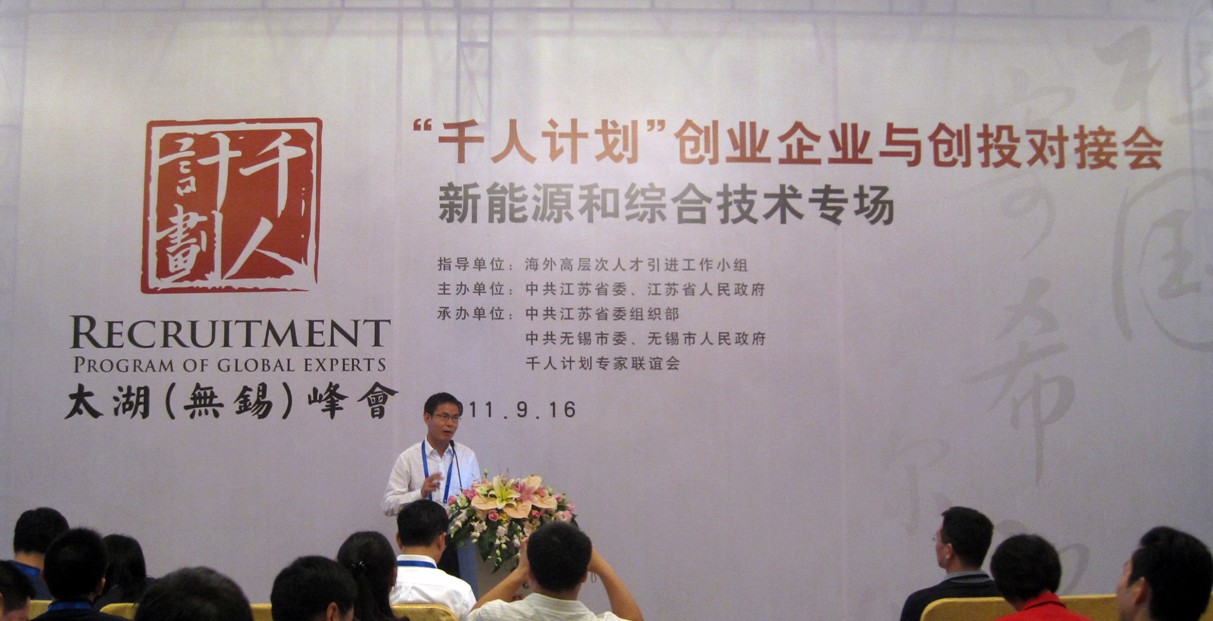 千人
計劃
RECRUITMENT
PROGRAM OF GLOBAL EXPERTS
太湖(無錫)峰會
“千人计划”创业企业与创投对接会
新能源和综合技术专场
指导单位：海外高层次人才引进工作小组
主办单位：中共江苏省委、江苏省人民政府
承办单位：中共江苏省委组织部
中共无锡市委、无锡市人民政府
千人计划专家联谊会
11.9.16